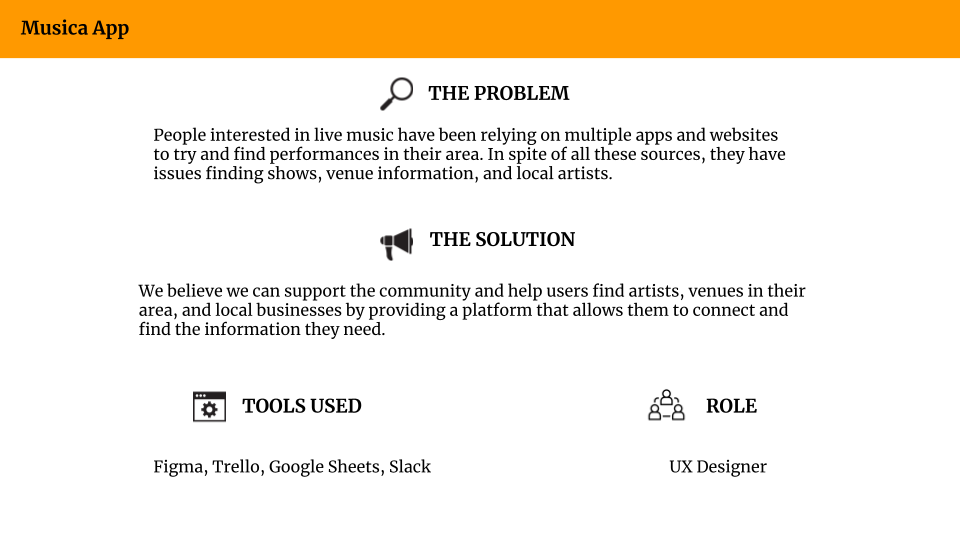 Musica App
THE PROBLEM
People interested in live music have been relying on multiple apps and websites
to try and find performances in their area. In spite of all these sources, they have
issues finding shows, venue information, and local artists.
THE SOLUTION
We believe we can support the community and help users find artists, venues in their
area, and local businesses by providing a platform that allows them to connect and
find the information they need.
TOOLS USED
Figma, Trello, Google Sheets, Slack
ROLE
UX Designer